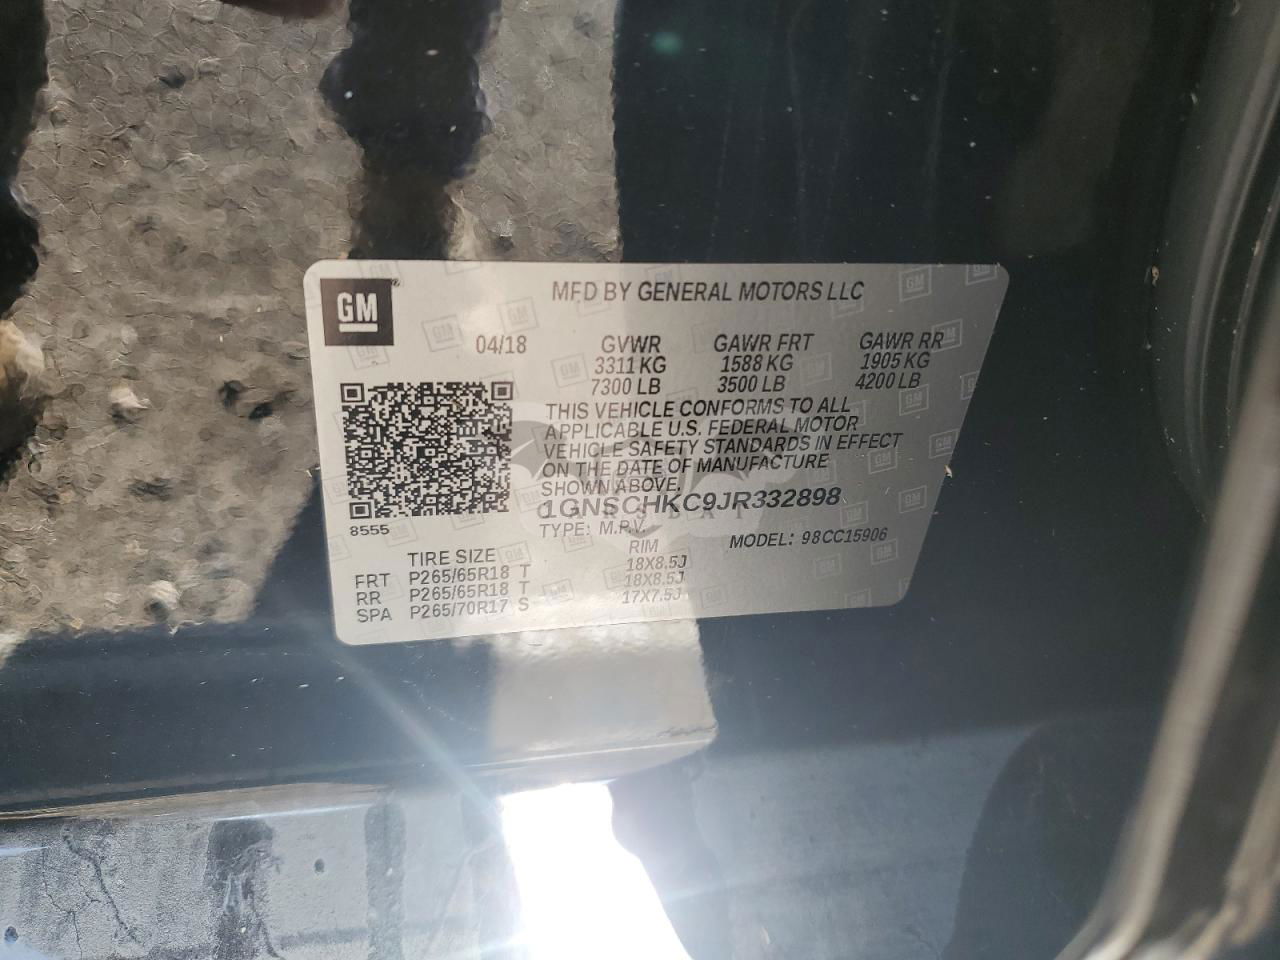 GM
MFD BY GENERAL MOTORS LLC
04/18 GVWR GAWR FRT GAWR RR
3311 KG 1588 KG 1905 KG
7300 LB 3500 LB 4200 LB
THIS VEHICLE CONFORMS TO ALL
APPLICABLE U.S. FEDERAL MOTOR
VEHICLE SAFETY STANDARDS IN EFFECT
ON THE DATE OF MANUFACTURE
SHOWN ABOVE.
1GNSCHKC9JR332898
8555
TYPE: M.P.V. MODEL: 98CC15906
TIRE SIZE RIM
FRT P265/65R18 T 18X8.5J
RR P265/65R18 T 18X8.5J
SPA P265/70R17 S 17X7.5J